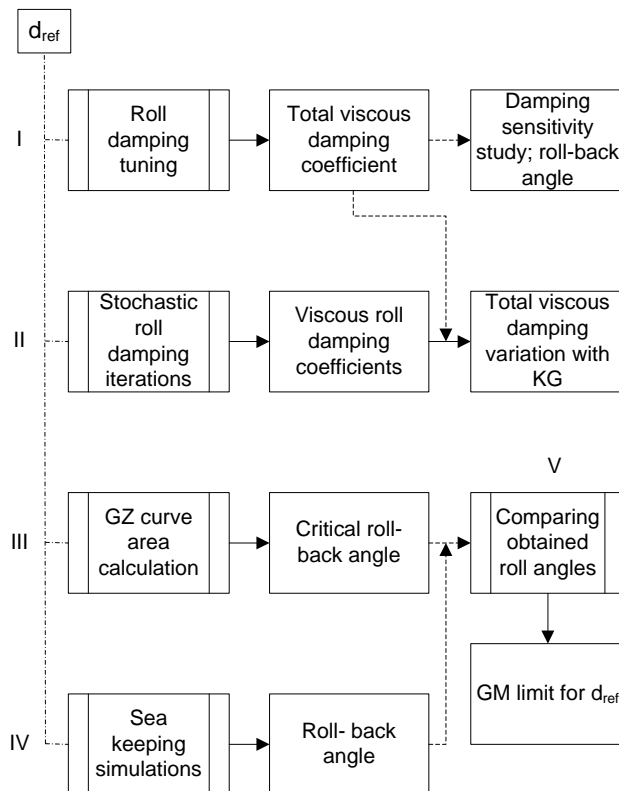 dref
I
Roll
damping
tuning
Total viscous
damping
coefficient
Damping
sensitivity
study; roll-back
angle
II
Stochastic
roll
damping
iterations
Viscous roll
damping
coefficients
Total viscous
damping
variation with
KG
V
III
GZ curve
area
calculation
Critical roll-
back angle
Comparing
obtained
roll angles
GM limit for dref
IV
Sea
keeping
simulations
Roll- back
angle